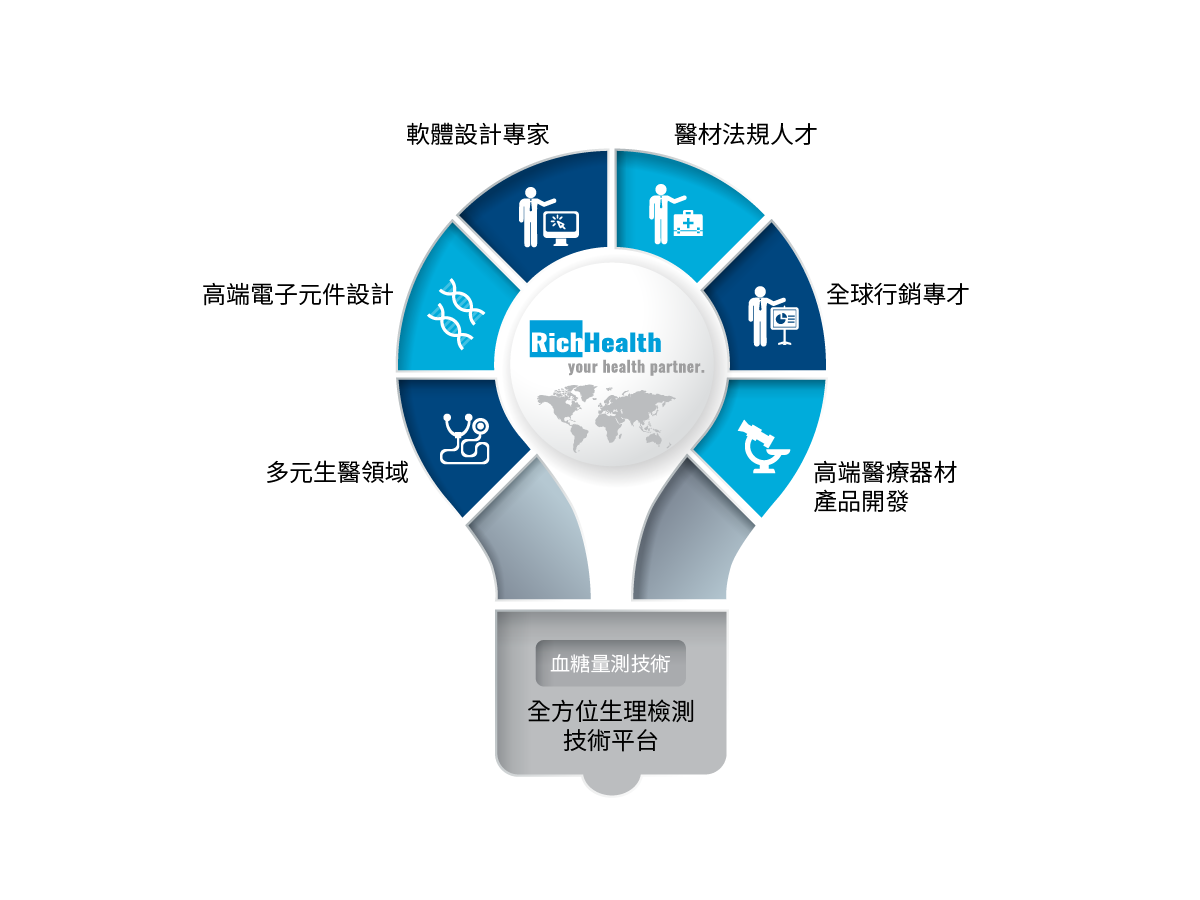 軟體設計專家
醫材法規人才
高端電子元件設計
全球行銷專才
RichHealth
your health partner.
多元生醫領域
高端醫療器材
產品開發
血糖量測技術
全方位生理檢測
技術平台